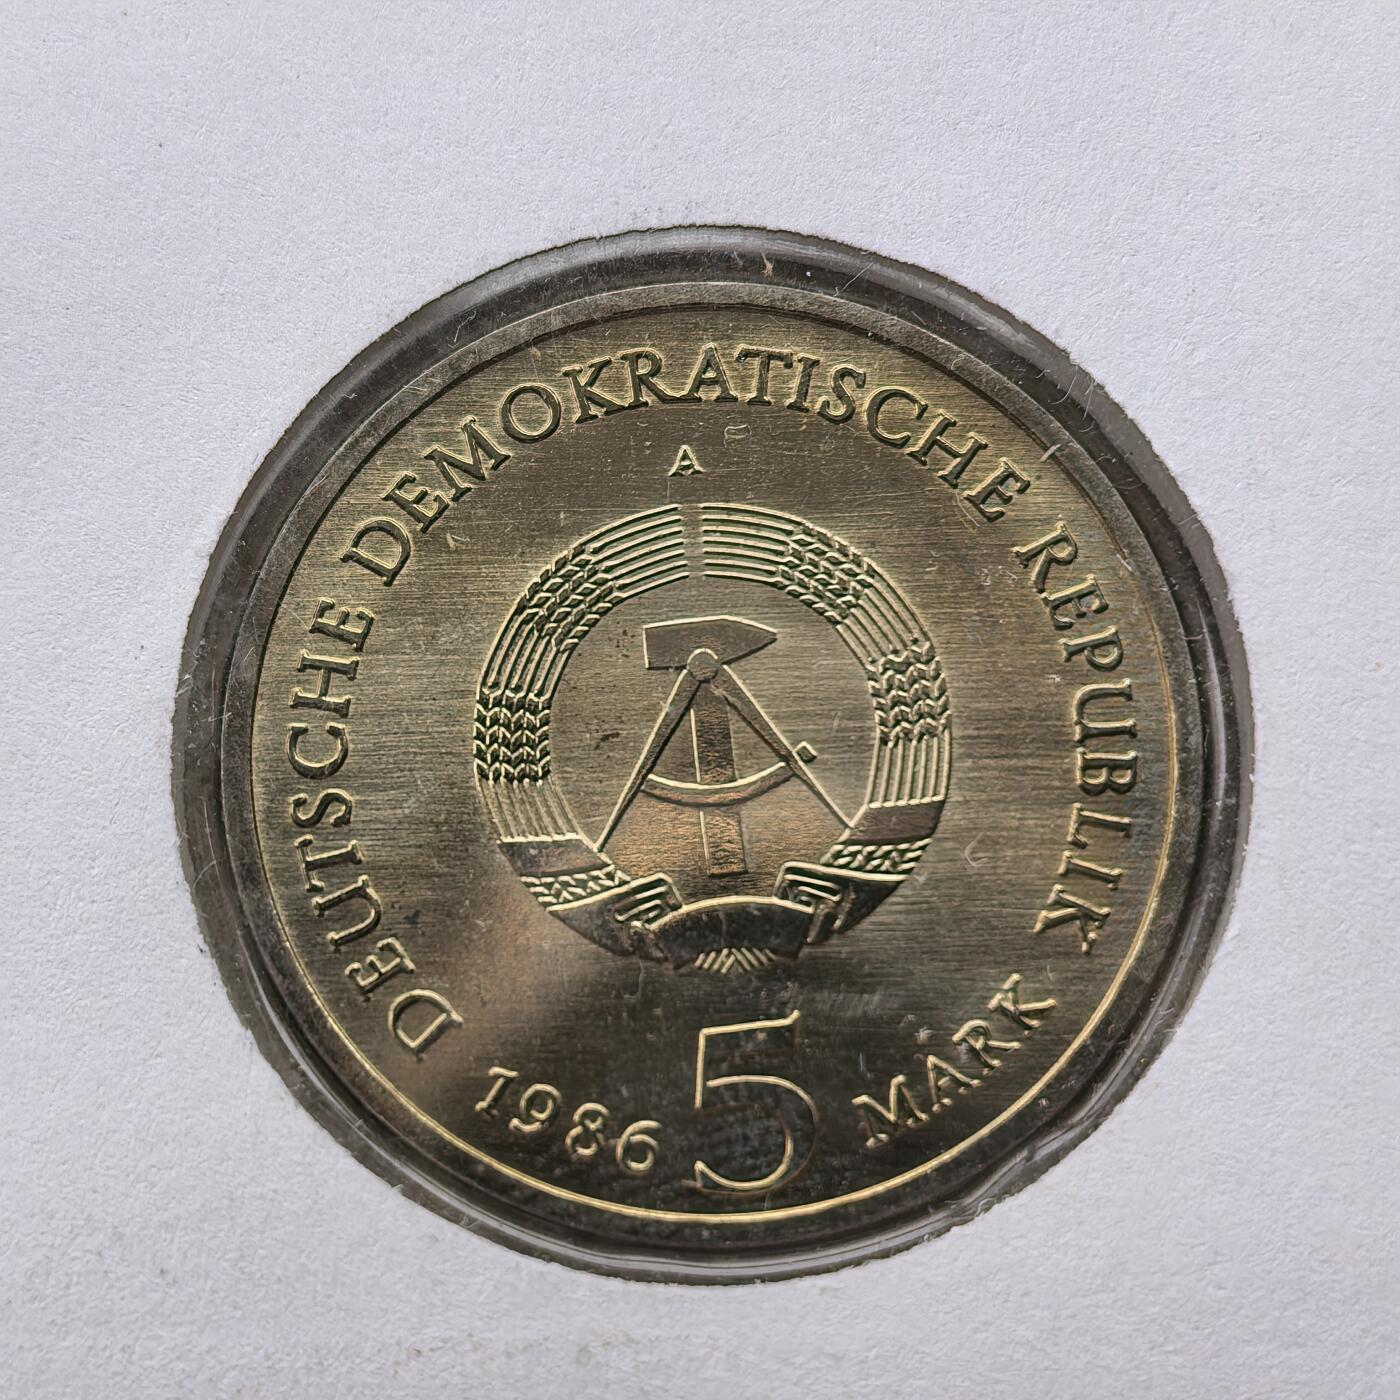 DEUTSCHE DEMOKRATISCHE REPUBLIK
A
1986 5 MARK